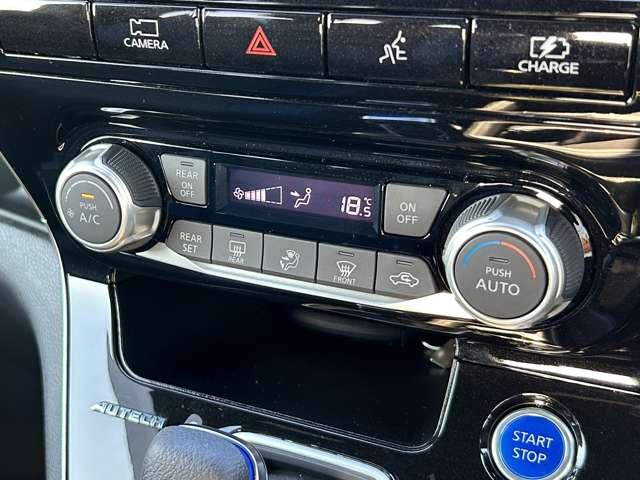 CAMERA
CHARGE
PUSH
A/C
REAR
ON
OFF
18.5
°C
ON
OFF
REAR
SET
REAR
FRONT
PUSH
AUTO
AUTECH
START
STOP